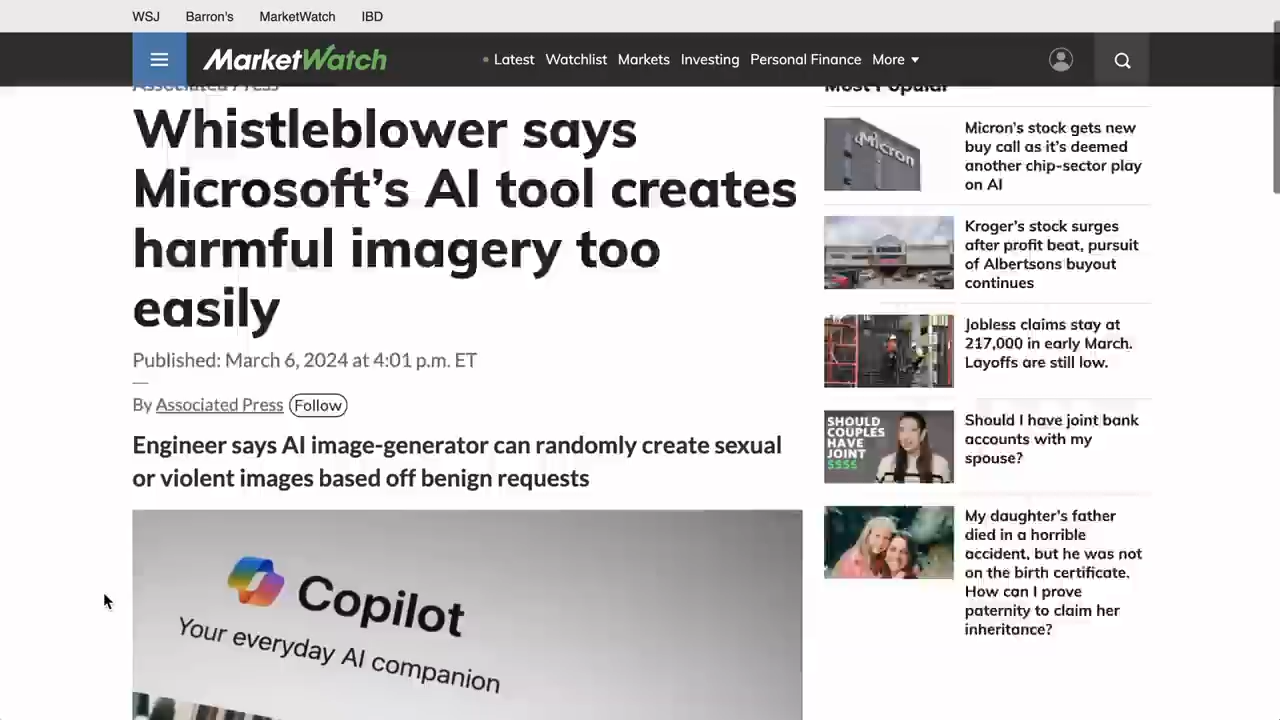 WSJ Barron's MarketWatch IBD
MarketWatch
Latest Watchlist Markets Investing Personal Finance More
Associated Press
Whistleblower says
Microsoft's AI tool creates
harmful imagery too
easily
Published: March 6, 2024 at 4:01 p.m. ET
By Associated Press Follow
Engineer says AI image-generator can randomly create sexual
or violent images based off benign requests
Copilot
Your everyday AI companion
Most Popular
Micron
Micron's stock gets new
buy call as it's deemed
another chip-sector play
on AI
Kroger's stock surges
after profit beat, pursuit
of Albertsons buyout
continues
Jobless claims stay at
217,000 in early March.
Layoffs are still low.
SHOULD
COUPLES
HAVE
JOINT
$$$$
Should I have joint bank
accounts with my
spouse?
My daughter's father
died in a horrible
accident, but he was not
on the birth certificate.
How can I prove
paternity to claim her
inheritance?